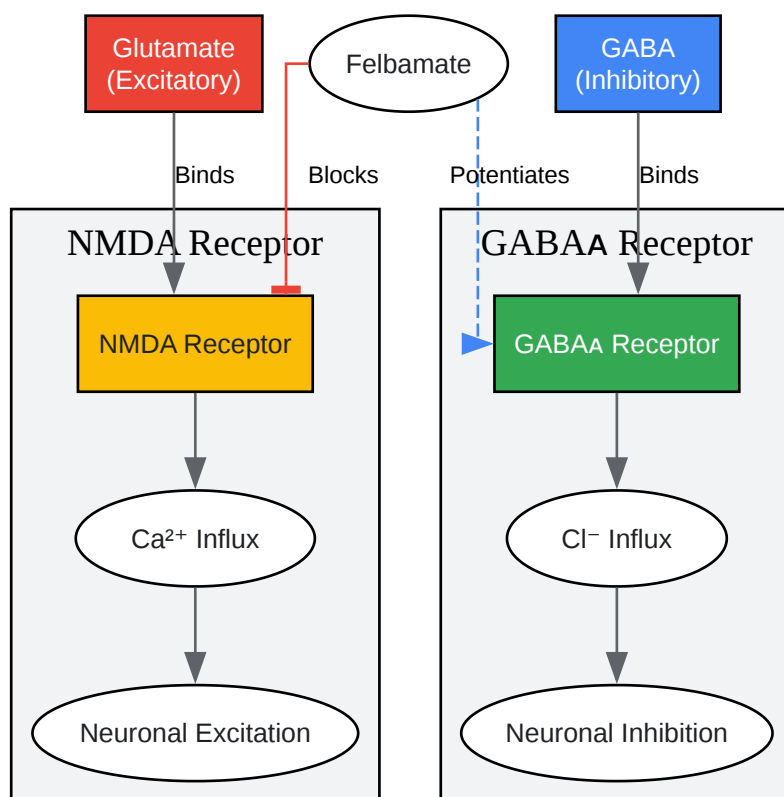 Glutamate
(Excitatory)
Felbamate
GABA
(Inhibitory)
Binds
Blocks
Potentiates
Binds
NMDA Receptor
GABAᴀ Receptor
NMDA Receptor
GABAᴀ Receptor
Ca²⁺ Influx
Cl⁻ Influx
Neuronal Excitation
Neuronal Inhibition